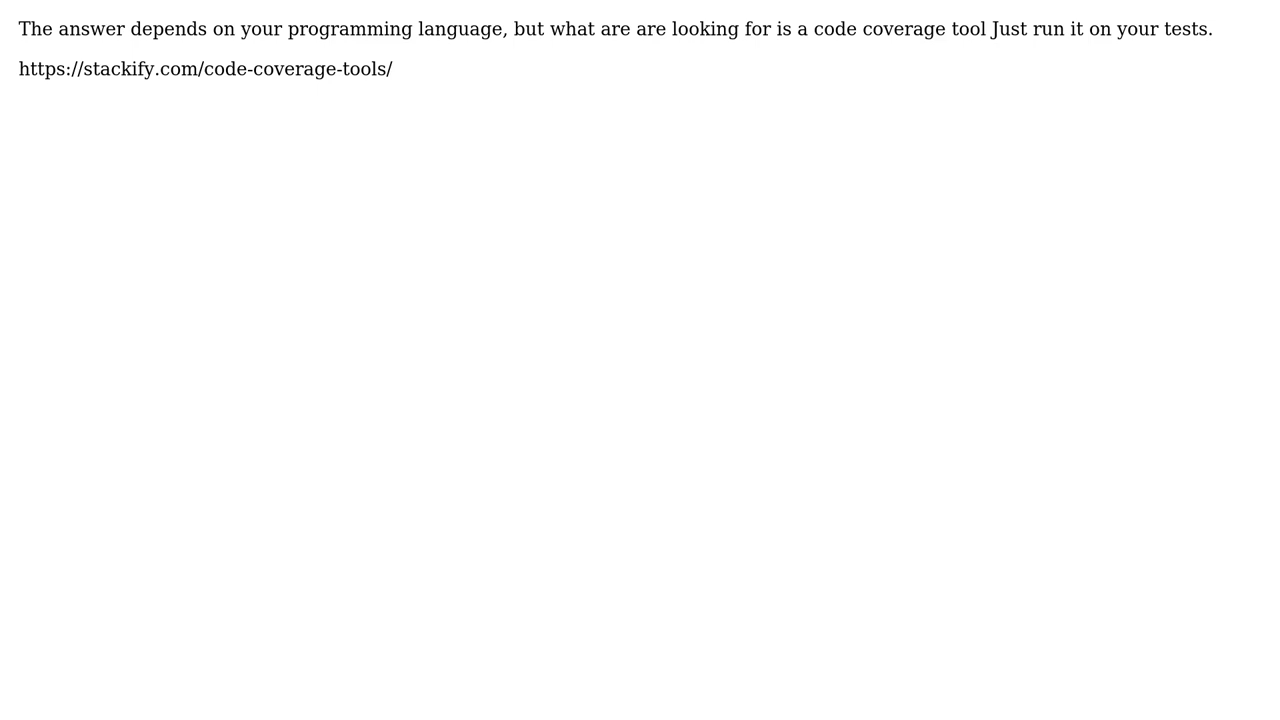 The answer depends on your programming language, but what are are looking for is a code coverage tool Just run it on your tests.
https://stackify.com/code-coverage-tools/